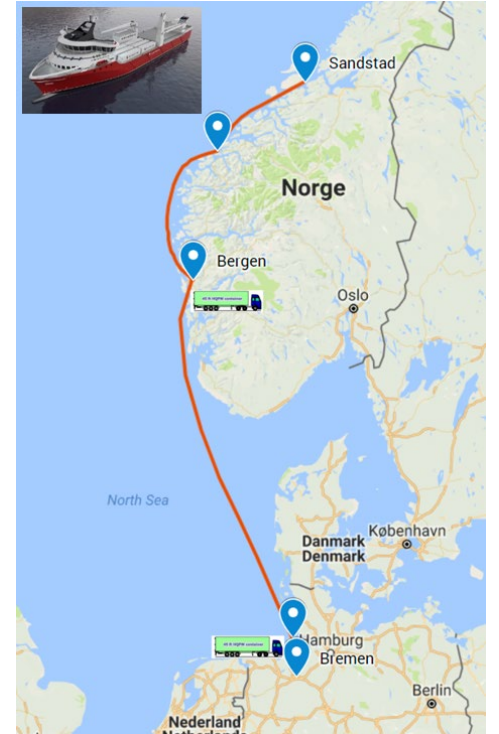 Sandstad
Norge
Bergen
Oslo
North Sea
København
Danmark
Denmark
Hamburg
Bremen
Berlin
Nederland